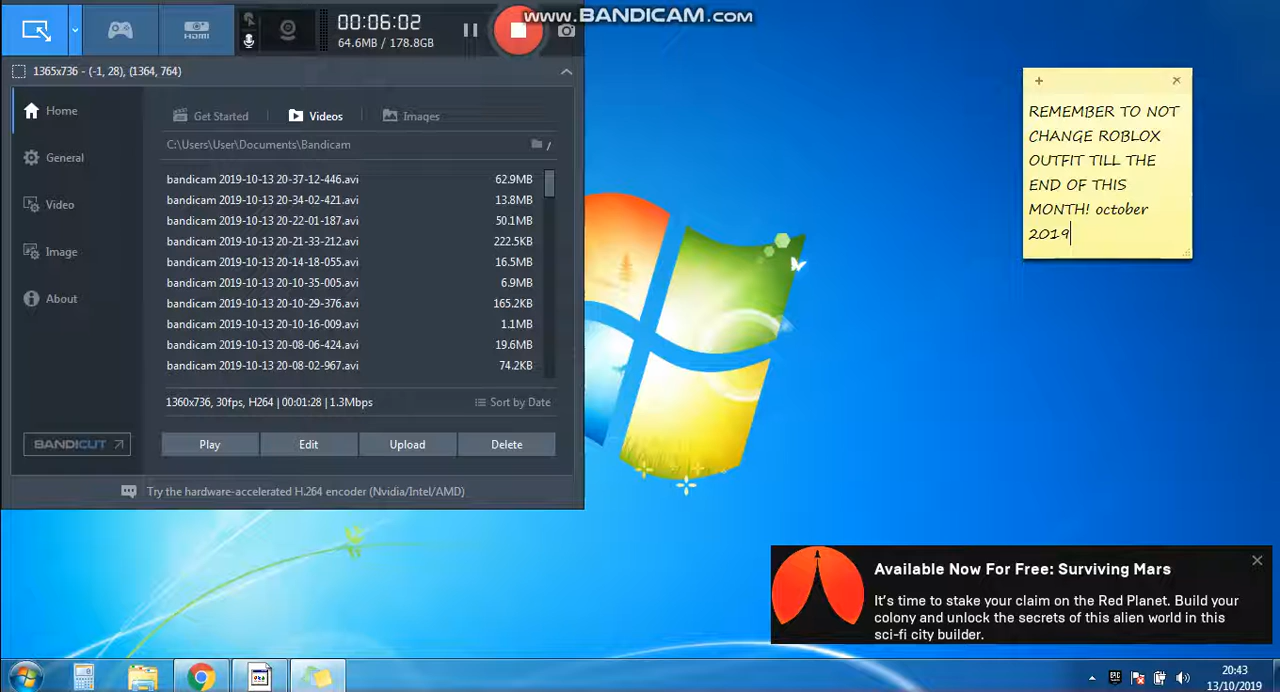 www.BANDICAM.com
00:06:02
64.6MB / 178.8GB
HDMI
1365x736 - (-1, 28), (1364, 764)
Home
General
Video
Image
About
BANDICUT
Get Started
Videos
Images
C:\Users\User\Documents\Bandicam
/
bandicam 2019-10-13 20-37-12-446.avi 62.9MB
bandicam 2019-10-13 20-34-02-421.avi 13.8MB
bandicam 2019-10-13 20-22-01-187.avi 50.1MB
bandicam 2019-10-13 20-21-33-212.avi 222.5KB
bandicam 2019-10-13 20-14-18-055.avi 16.5MB
bandicam 2019-10-13 20-10-35-005.avi 6.9MB
bandicam 2019-10-13 20-10-29-376.avi 165.2KB
bandicam 2019-10-13 20-10-16-009.avi 1.1MB
bandicam 2019-10-13 20-08-06-424.avi 19.6MB
bandicam 2019-10-13 20-08-02-967.avi 74.2KB
1360x736, 30fps, H264 | 00:01:28 | 1.3Mbps
Sort by Date
Play
Edit
Upload
Delete
Try the hardware-accelerated H.264 encoder (Nvidia/Intel/AMD)
REMEMBER TO NOT
CHANGE ROBLOX
OUTFIT TILL THE
END OF THIS
MONTH! october
2019
Available Now For Free: Surviving Mars
It's time to stake your claim on the Red Planet. Build your
colony and unlock the secrets of this alien world in this
sci-fi city builder.
20:43
13/10/2019